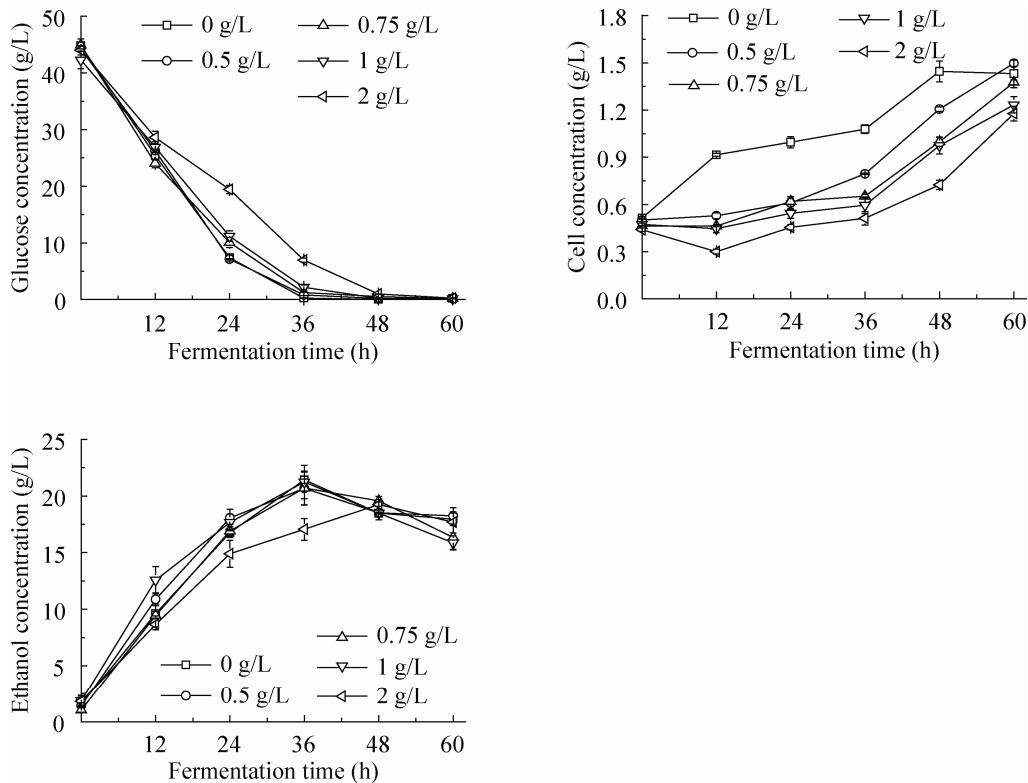 Glucose concentration (g/L)
50
40
30
20
10
0
0 g/L
0.5 g/L
0.75 g/L
1 g/L
2 g/L
12 24 36 48 60
Fermentation time (h)
Cell concentration (g/L)
1.8
1.5
1.2
0.9
0.6
0.3
0.0
0 g/L
0.5 g/L
0.75 g/L
1 g/L
2 g/L
12 24 36 48 60
Fermentation time (h)
Ethanol concentration (g/L)
25
20
15
10
5
0
0 g/L
0.5 g/L
0.75 g/L
1 g/L
2 g/L
12 24 36 48 60
Fermentation time (h)